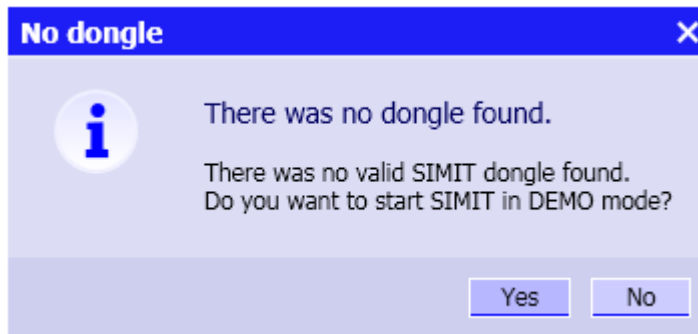 No dongle
There was no dongle found.
There was no valid SIMIT dongle found.
Do you want to start SIMIT in DEMO mode?
Yes No